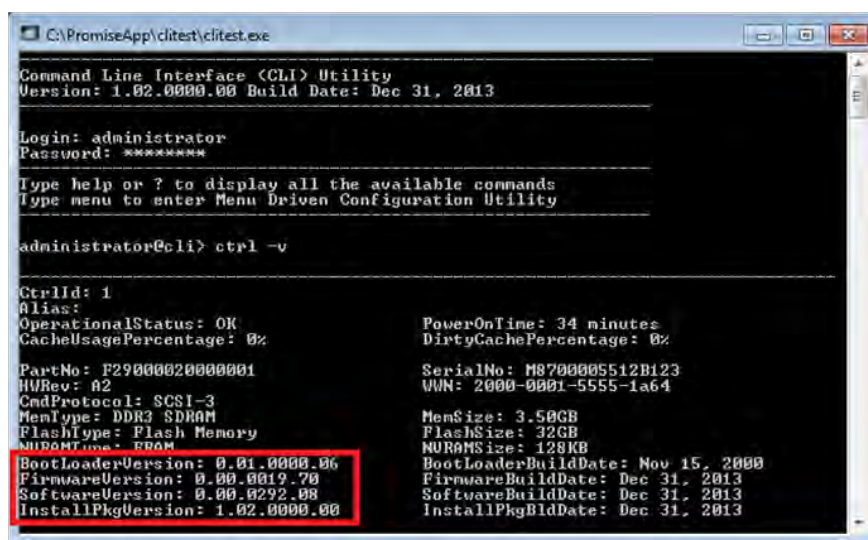 C:\PromiseApp\clitest\clitest.exe
Command Line Interface (CLI) Utility
Version: 1.02.0000.00 Build Date: Dec 31, 2013
Login: administrator
Password: ********
Type help or ? to display all the available commands
Type menu to enter Menu Driven Configuration Utility
administrator@cli> ctrl -v
CtrlId: 1
Alias:
OperationalStatus: OK PowerOnTime: 34 minutes
CacheUsagePercentage: 0% DirtyCachePercentage: 0%
PartNo: F29000020000001 SerialNo: M8700005512B123
HWRev: A2 WWN: 2000-0001-5555-1a64
CmdProtocol: SCSI-3
MemType: DDR3 SDRAM MemSize: 3.50GB
FlashType: Flash Memory FlashSize: 32GB
NVRAMType: FRAM NVRAMSize: 128KB
BootLoaderVersion: 0.01.0000.06 BootLoaderBuildDate: Nov 15, 2000
FirmwareVersion: 0.00.0019.70 FirmwareBuildDate: Dec 31, 2013
SoftwareVersion: 0.00.0292.08 SoftwareBuildDate: Dec 31, 2013
InstallPkgVersion: 1.02.0000.00 InstallPkgBldDate: Dec 31, 2013